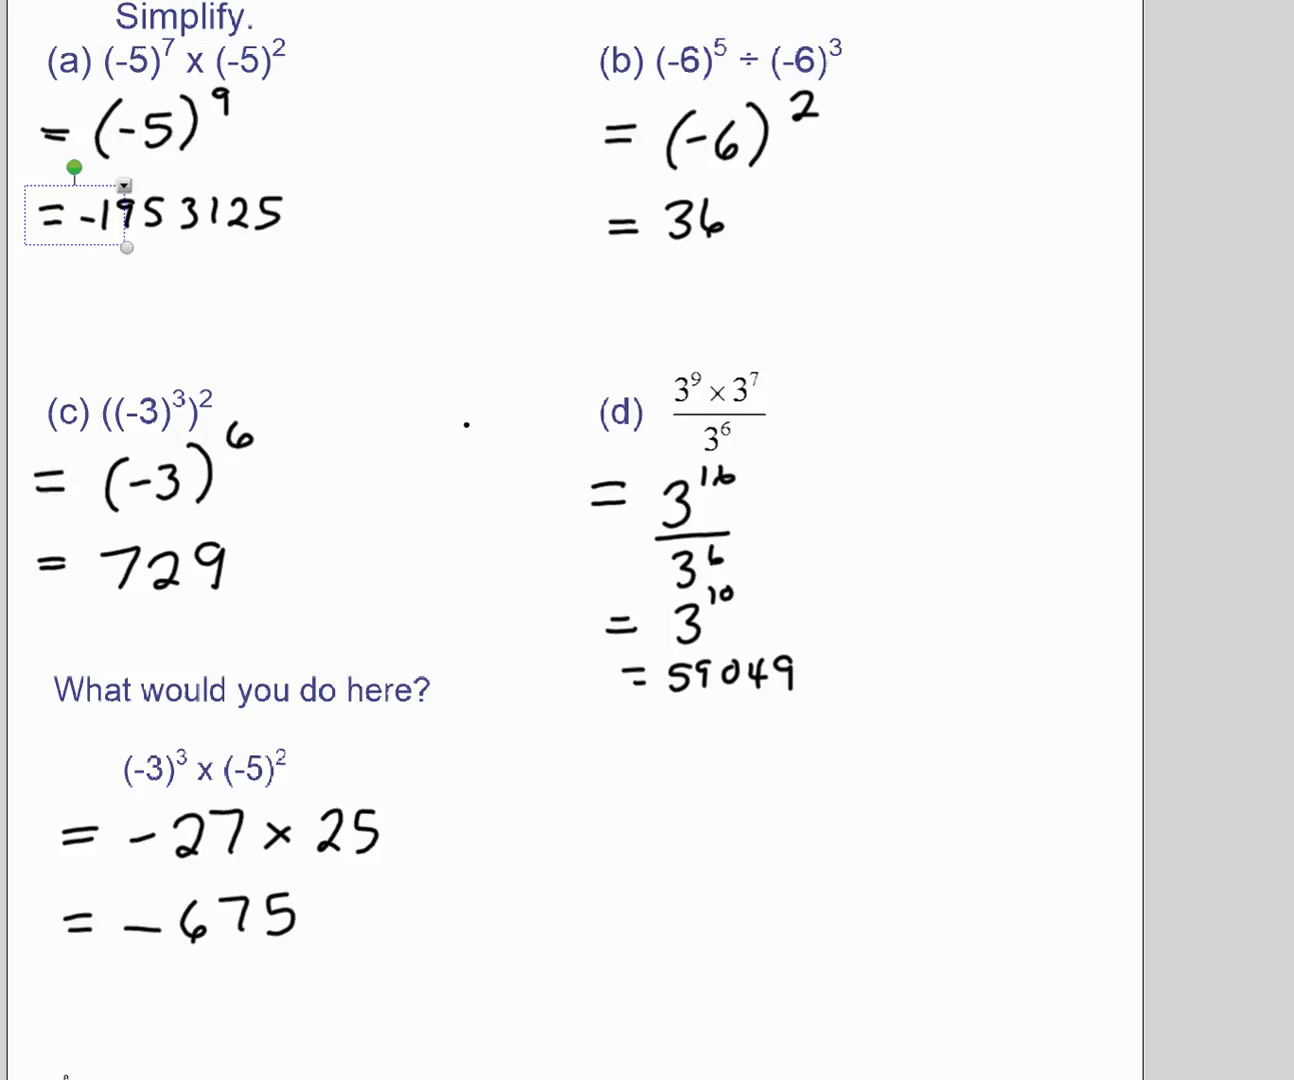 Simplify.
(a) (-5)⁷ x (-5)²
= (-5)⁹
= -1953125
(b) (-6)⁵ ÷ (-6)³
= (-6)²
= 36
(c) ((-3)³)²
= (-3)⁶
= 729
(d) 3⁹ × 3⁷
3⁶
= 3¹⁶
3⁶
= 3¹⁰
= 59049
What would you do here?
(-3)³ x (-5)²
= -27 × 25
= -675